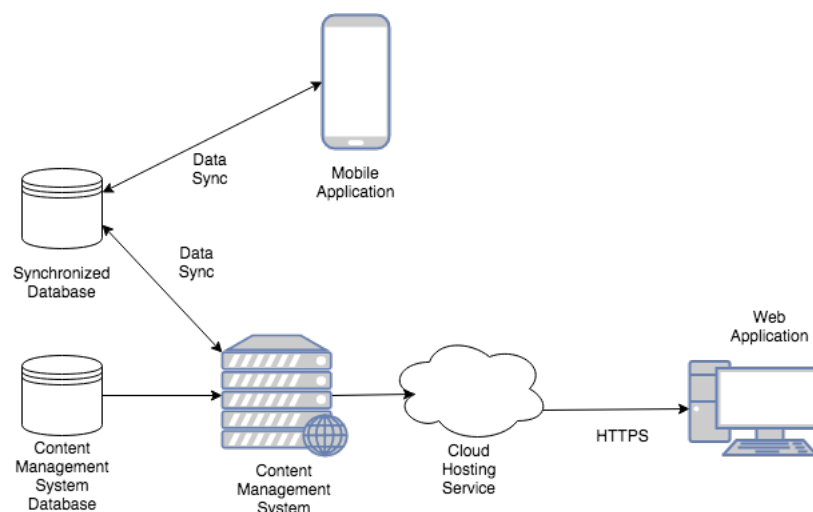 Data
Sync
Mobile
Application
Synchronized
Database
Data
Sync
Web
Application
Content
Management
System
Database
Content
Management
System
Cloud
Hosting
Service
HTTPS